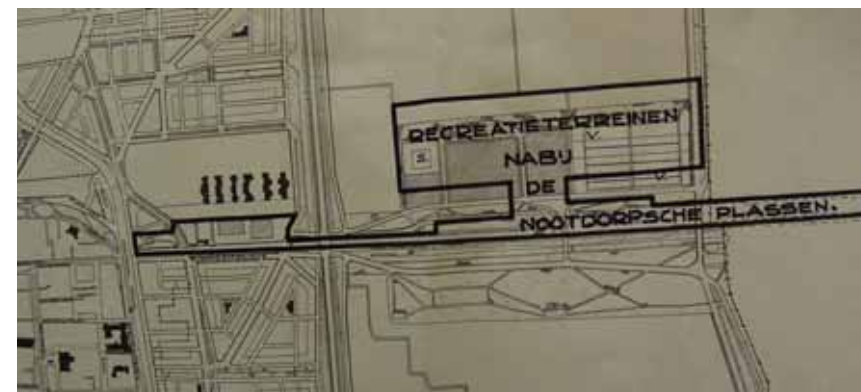 RECREATIETERREINEN
NABIJ
DE
NOOTDORPSCHE PLASSEN.